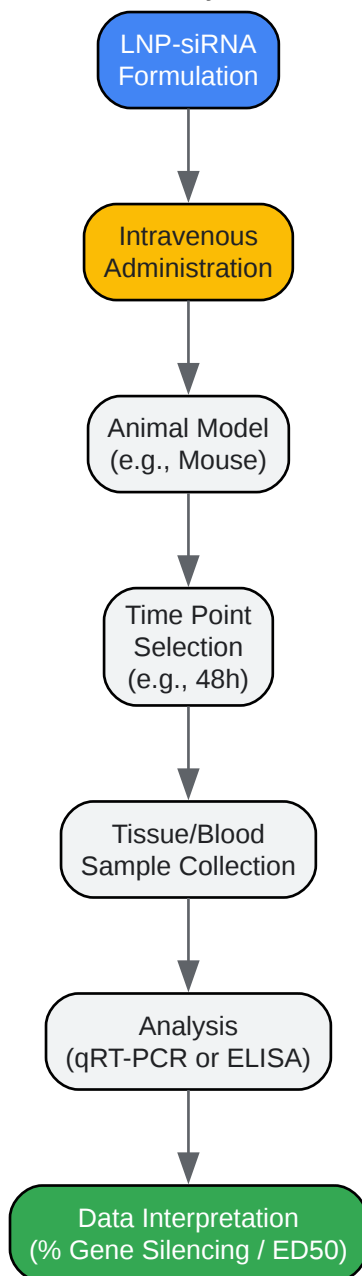 LNP-siRNA
Formulation
Intravenous
Administration
Animal Model
(e.g., Mouse)
Time Point
Selection
(e.g., 48h)
Tissue/Blood
Sample Collection
Analysis
(qRT-PCR or ELISA)
Data Interpretation
(% Gene Silencing / ED50)